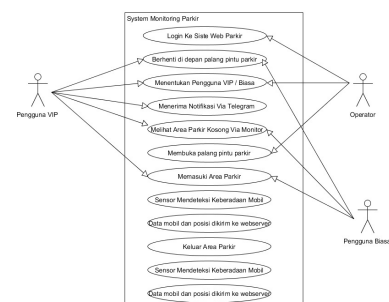 System Monitoring Parkir
Login Ke Siste Web Parkir
Berhenti di depan palang pintu parkir
Menentukan Pengguna VIP / Biasa
Menerima Notifikasi Via Telegram
Melihat Area Parkir Kosong Via Monitor
Membuka palang pintu parkir
Memasuki Area Parkir
Sensor Mendeteksi Keberadaan Mobil
Data mobil dan posisi dikirim ke webserver
Keluar Area Parkir
Sensor Mendeteksi Keberadaan Mobil
Data mobil dan posisi dikirim ke webserver
Pengguna VIP
Operator
Pengguna Biasa